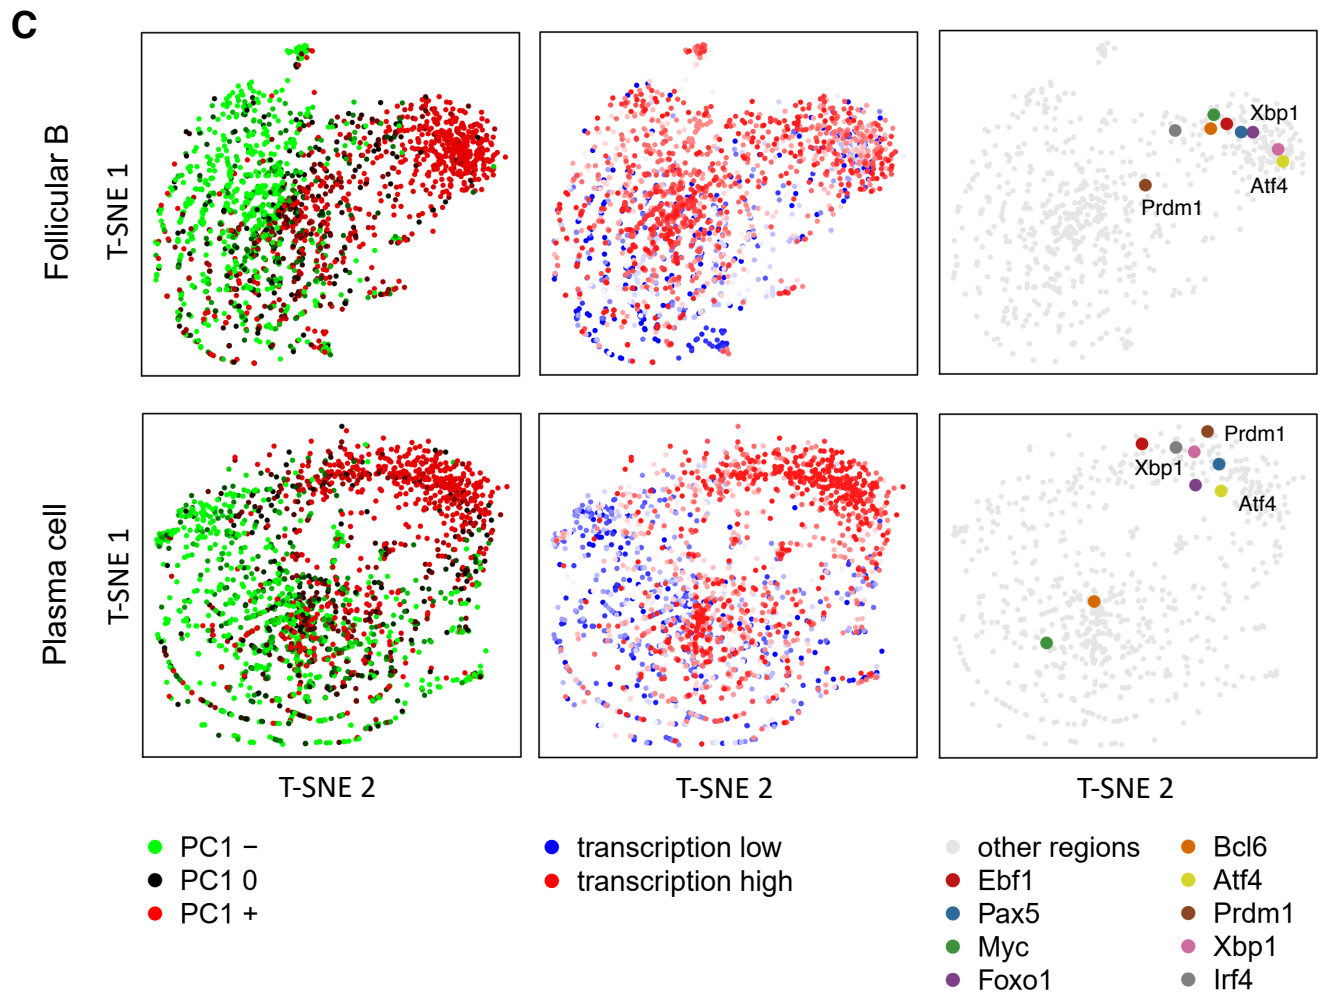 C
Follicular B
T-SNE 1
Xbp1
Atf4
Prdm1
Plasma cell
T-SNE 1
Prdm1
Xbp1
Atf4
T-SNE 2
T-SNE 2
T-SNE 2
PC1 −
PC1 0
PC1 +
transcription low
transcription high
other regions
Ebf1
Pax5
Myc
Foxo1
Bcl6
Atf4
Prdm1
Xbp1
Irf4